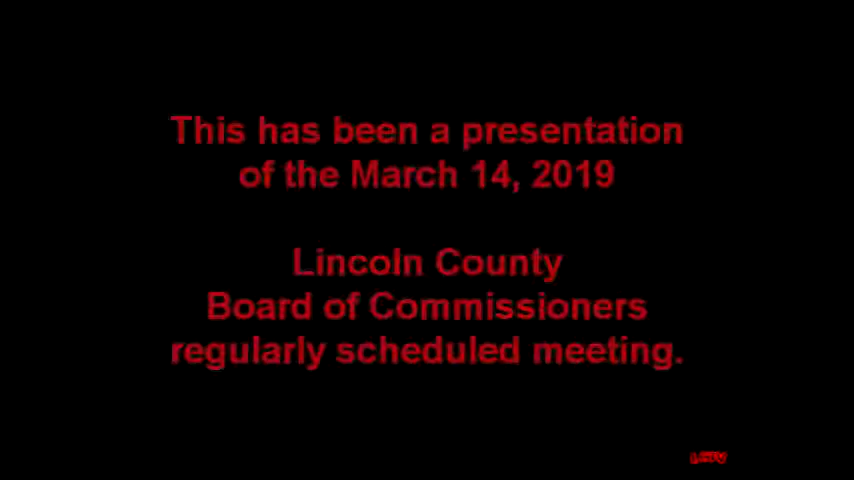 This has been a presentation
of the March 14, 2019
Lincoln County
Board of Commissioners
regularly scheduled meeting.